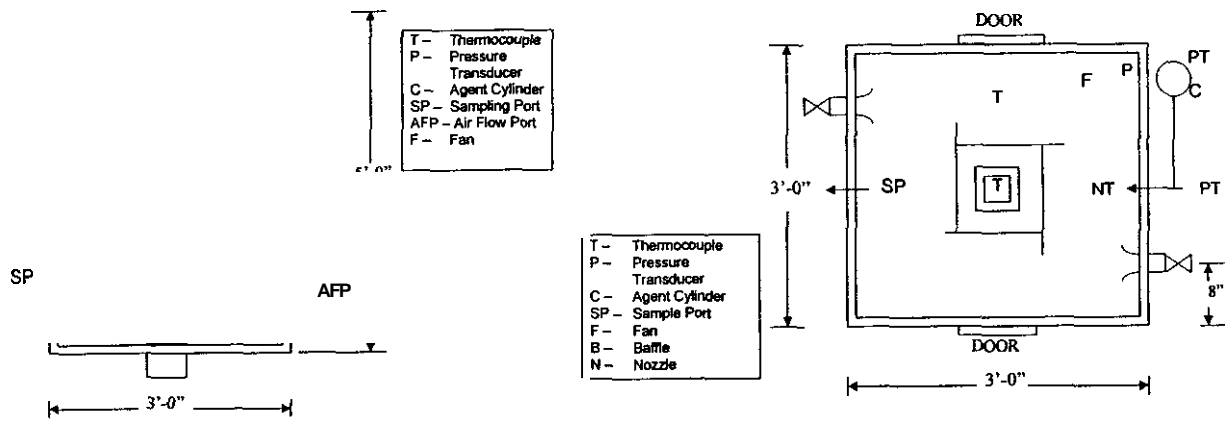 T – Thermocouple
P – Pressure
Transducer
C – Agent Cylinder
SP – Sampling Port
AFP – Air Flow Port
F – Fan
5'-0"
SP
AFP
3'-0"
T – Thermocouple
P – Pressure
Transducer
C – Agent Cylinder
SP – Sample Port
F – Fan
B – Baffle
N – Nozzle
DOOR
PT
P
F
C
T
3'-0"
SP
T
NT
PT
8"
DOOR
3'-0"